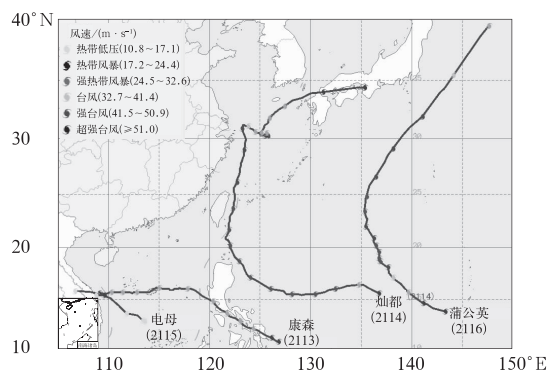 40°N
风速/(m · s⁻¹)
热带低压(10.8～17.1)
热带风暴(17.2～24.4)
强热带风暴(24.5～32.6)
台风(32.7～41.4)
强台风(41.5～50.9)
超强台风(≥51.0)
30
20
10
电母
(2115)
康森
(2113)
灿都
(2114)
蒲公英
(2116)
110
120
130
140
150°E